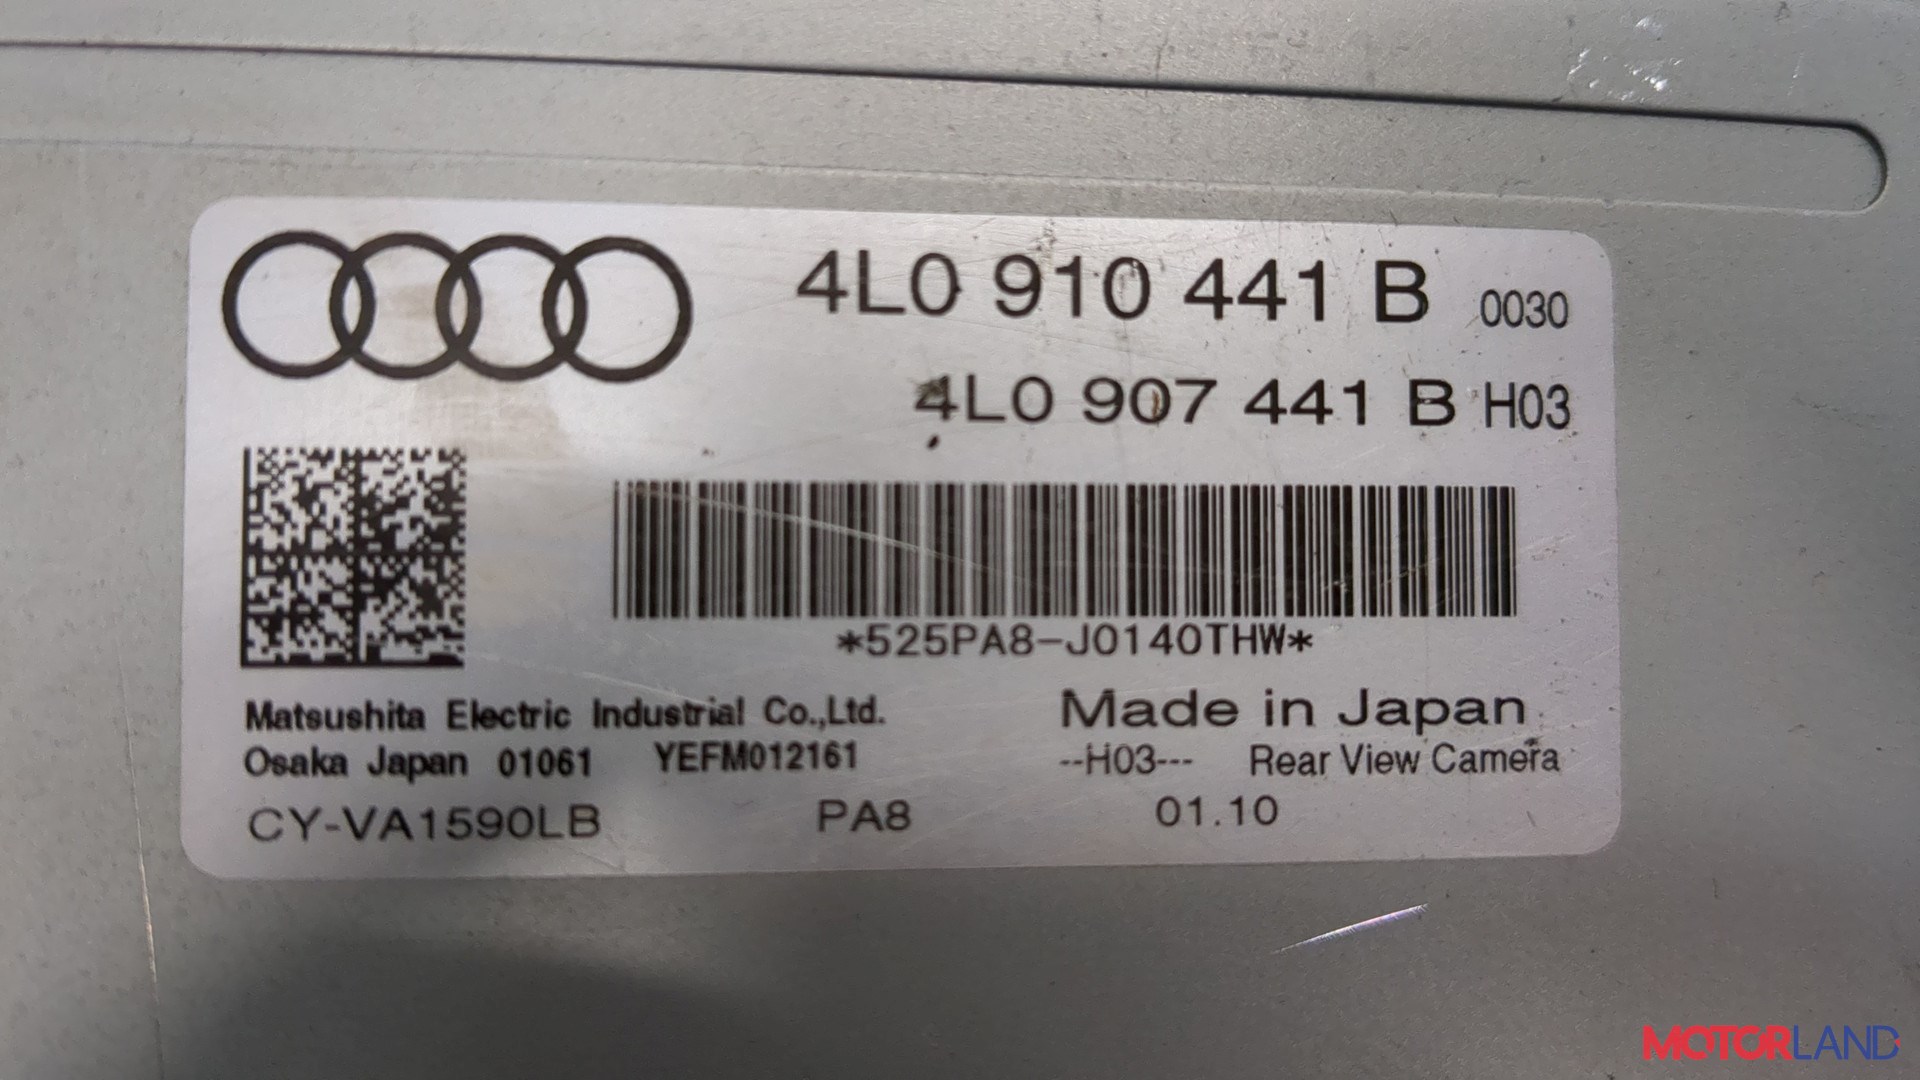 4L0 910 441 B 0030
4L0 907 441 B H03
*525PA8-J0140THW*
Matsushita Electric Industrial Co.,Ltd.
Osaka Japan 01061 YEFM012161
Made in Japan
--H03--- Rear View Camera
CY-VA1590LB PA8 01.10
MOTORLAND